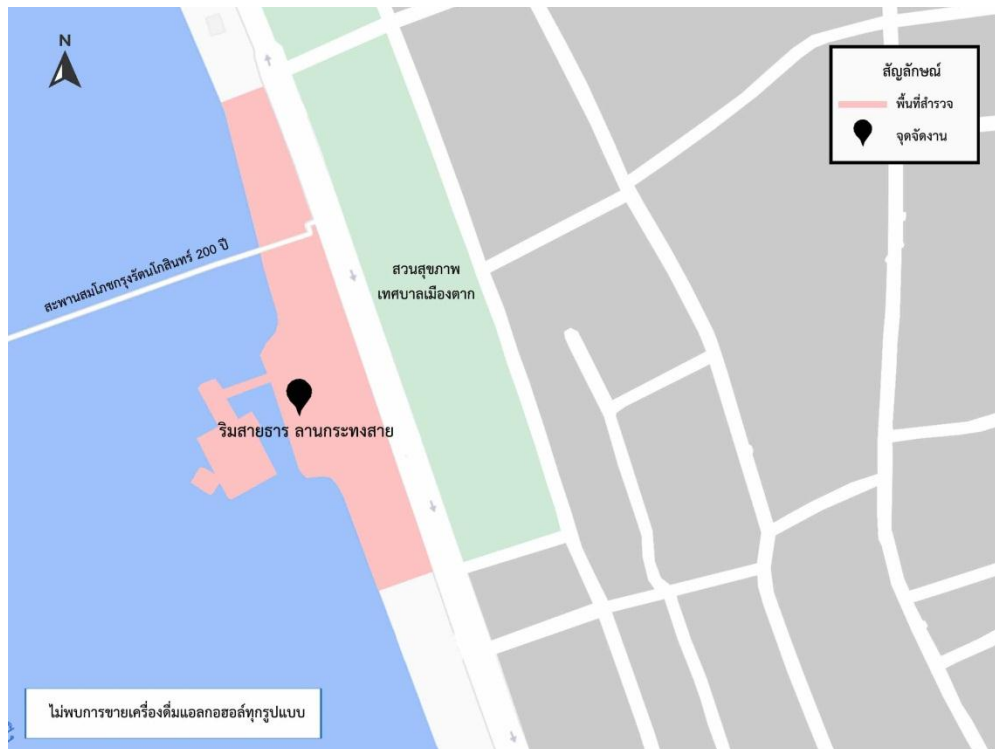 N
สัญลักษณ์
พื้นที่สำรวจ
จุดจัดงาน
สะพานสมโภชกรุงรัตนโกสินทร์ 200 ปี
สวนสุขภาพ
เทศบาลเมืองตาก
ริมสายธาร ลานกระทงสาย
ไม่พบการขายเครื่องดื่มแอลกอฮอล์ทุกรูปแบบ